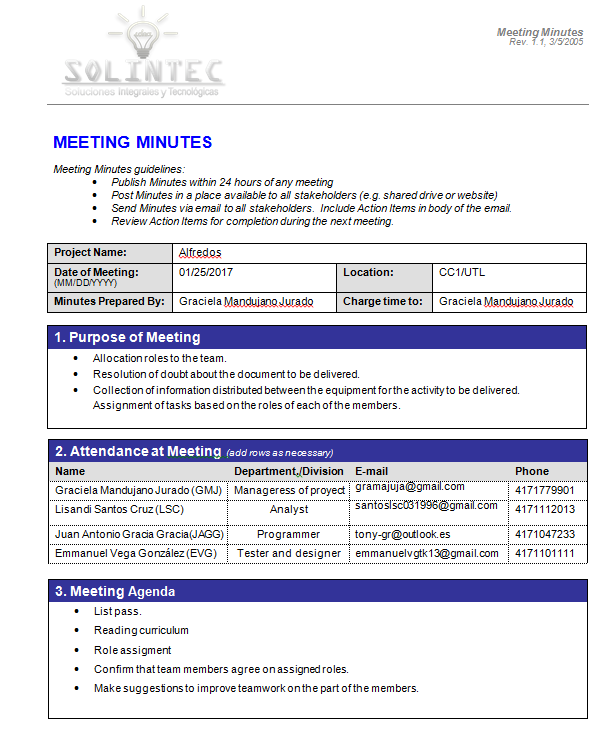 idea
SOLINTEC
Soluciones Integrales y Tecnológicas
Meeting Minutes
Rev. 1.1, 3/5/2005
MEETING MINUTES
Meeting Minutes guidelines:
• Publish Minutes within 24 hours of any meeting
• Post Minutes in a place available to all stakeholders (e.g. shared drive or website)
• Send Minutes via email to all stakeholders. Include Action Items in body of the email.
• Review Action Items for completion during the next meeting.
Project Name: Alfredos
Date of Meeting: 01/25/2017 Location: CC1/UTL
(MM/DD/YYYY)
Minutes Prepared By: Graciela Mandujano Jurado Charge time to: Graciela Mandujano Jurado
1. Purpose of Meeting
• Allocation roles to the team.
• Resolution of doubt about the document to be delivered.
• Collection of information distributed between the equipment for the activity to be delivered.
Assignment of tasks based on the roles of each of the members.
2. Attendance at Meeting (add rows as necessary)
Name Department./Division E-mail Phone
Graciela Mandujano Jurado (GMJ) Manageress of proyect gramajuja@gmail.com 4171779901
Lisandi Santos Cruz (LSC) Analyst santoslsc031996@gmail.com 4171112013
Juan Antonio Gracia Gracia(JAGG) Programmer tony-gr@outlook.es 4171047233
Emmanuel Vega González (EVG) Tester and designer emmanuelvgtk13@gmail.com 4171101111
3. Meeting Agenda
• List pass.
• Reading curriculum
• Role assigment
• Confirm that team members agree on assigned roles.
• Make suggestions to improve teamwork on the part of the members.